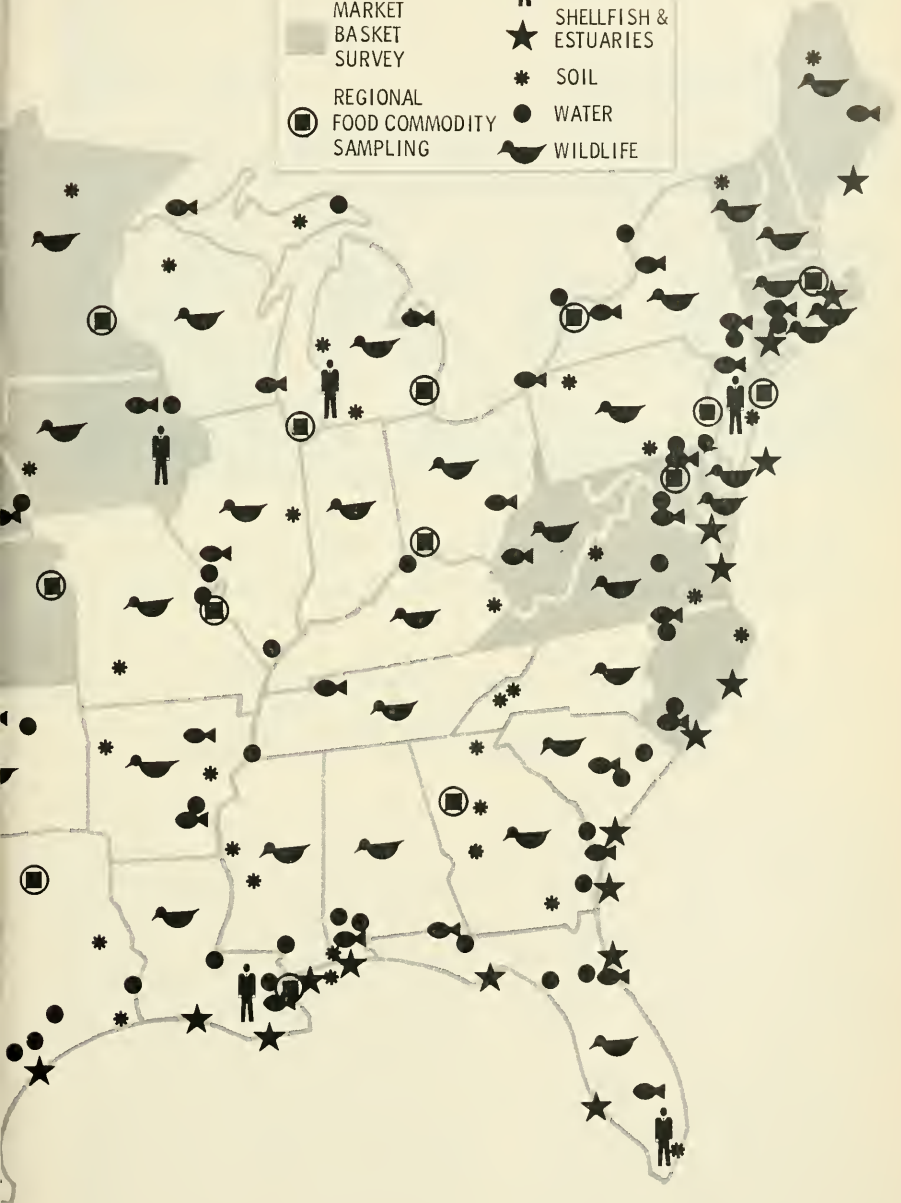 MARKET
BASKET
SURVEY
REGIONAL
FOOD COMMODITY
SAMPLING
SHELLFISH &
ESTUARIES
SOIL
WATER
WILDLIFE